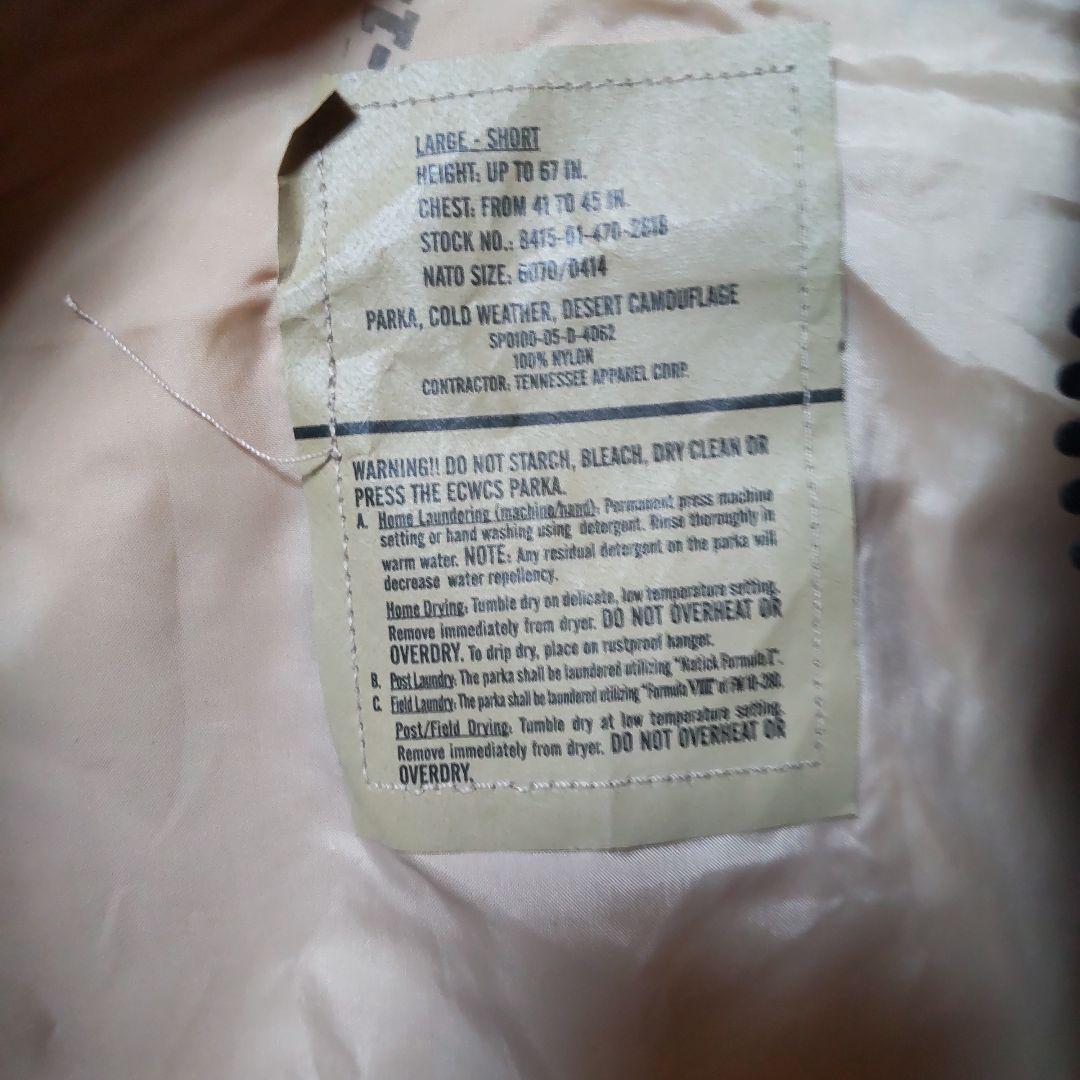 LARGE - SHORT
HEIGHT: UP TO 67 IN.
CHEST: FROM 41 TO 45 IN.
STOCK NO.: 8415-01-470-
NATO SIZE: 6070/0414
PARKA, COLD WEATHER, DESERT CAMOUFLAGE
SP0100-05-D-4062
100% NYLON
CONTRACTOR: TENNESSEE APPAREL CORP.
WARNING!! DO NOT STARCH, BLEACH, DRY CLEAN OR
PRESS THE ECWCS PARKA.
A. Home Laundering (machine/hand): Permanent press machine
setting or hand washing using detergent. Rinse thoroughly in
warm water. NOTE: Any residual detergent on the parka will
decrease water repellency.
Home Drying: Tumble dry on delicate, low temperature setting.
Remove immediately from dryer. DO NOT OVERHEAT OR
OVERDRY. To drip dry, place on rustproof hanger.
B. Post Laundry: The parka shall be laundered utilizing "Natick Formula I".
C. Field Laundry: The parka shall be laundered utilizing "Formula VIII" of FM 10-280.
Post/Field Drying: Tumble dry at low temperature setting.
Remove immediately from dryer. DO NOT OVERHEAT OR
OVERDRY.